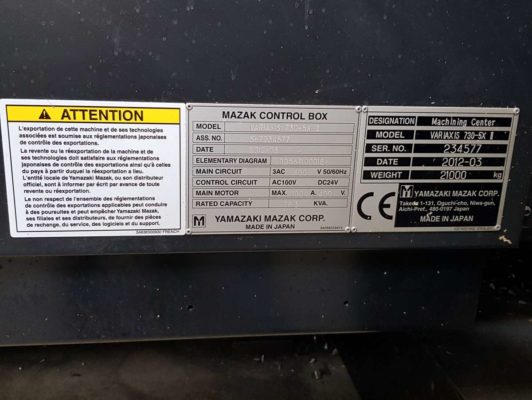 ATTENTION
L'exportation de cette machine et de ses technologies
associées est soumise aux réglementations japonaises
de contrôle des exportations.
La revente ou la réexportation de la machine et de
ses technologies doit satisfaire aux réglementations
japonaises de contrôle des exportations ainsi qu'à celles
du pays à partir duquel la réexportation a lieu.
L'entité locale de Yamazaki Mazak, ou son distributeur
officiel, sont à informer par avance de toute
revente ou réexportation.
Le non respect de l'ensemble des réglementations
de contrôle des exportations applicables peut conduire
à des poursuites et peut empêcher Yamazaki Mazak,
ses filiales et ses distributeurs, de fournir des pièces
de rechange, du service, des logiciels et du support.
FRENCH
MAZAK CONTROL BOX
MODEL VARIAXIS 730-5X II
ASS. NO.
DATE
ELEMENTARY DIAGRAM
MAIN CIRCUIT 3AC V 50/60Hz
CONTROL CIRCUIT AC100V DC24V
MAIN MOTOR MAX. A. V
RATED CAPACITY KVA.
M YAMAZAKI MAZAK CORP.
MADE IN JAPAN
DESIGNATION Machining Center
MODEL VARIAXIS 730-5X II
SER. NO. 234577
DATE 2012-03
WEIGHT 21000 kg
M YAMAZAKI MAZAK CORP.
Takeda 1-131, Oguchi-cho, Niwa-gun,
Aichi-Pref., 480-0197 Japan
MADE IN JAPAN
CE